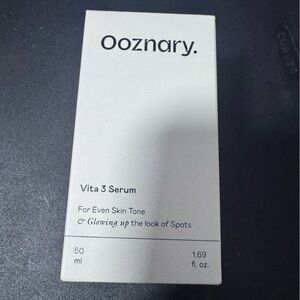 Ooznary.
Vita 3 Serum
For Even Skin Tone
& Glowing up the look of Spots
50
ml
1.69
fl. oz.